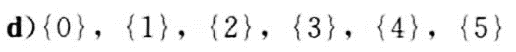 d) {0}, {1}, {2}, {3}, {4}, {5}